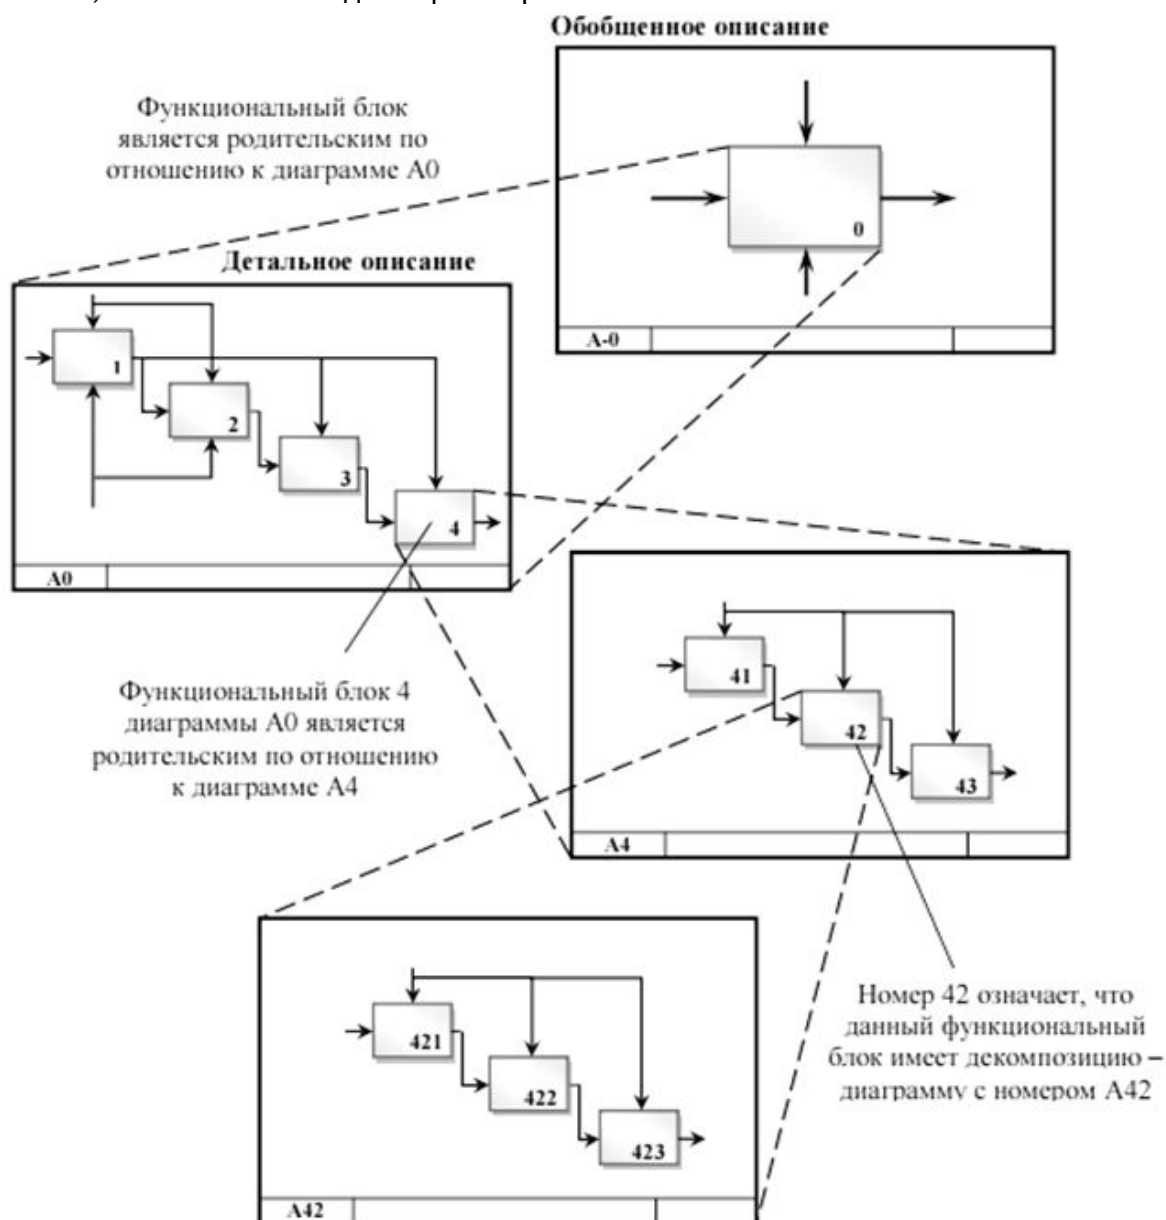 Обобщенное описание
Функциональный блок
является родительским по
отношению к диаграмме А0
0
А-0
Детальное описание
1
2
3
4
А0
Функциональный блок 4
диаграммы А0 является
родительским по отношению
к диаграмме А4
41
42
43
А4
Номер 42 означает, что
данный функциональный
блок имеет декомпозицию –
диаграмму с номером А42
421
422
423
А42